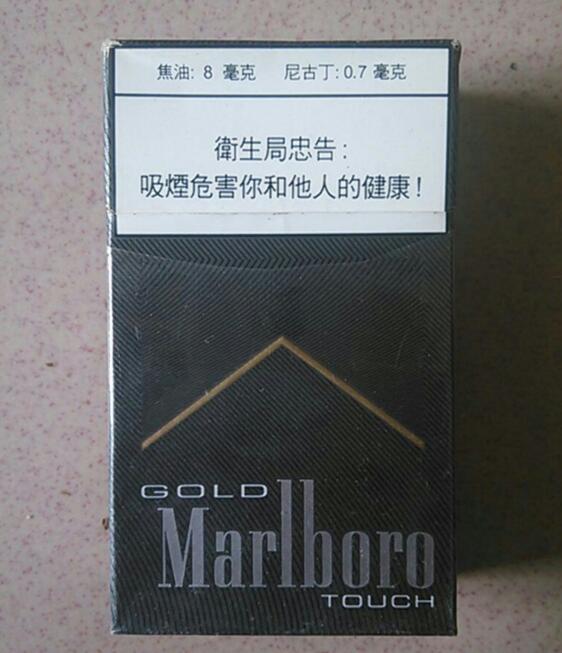 焦油: 8 毫克 尼古丁: 0.7 毫克
衛生局忠告:
吸煙危害你和他人的健康!
GOLD
Marlboro
TOUCH